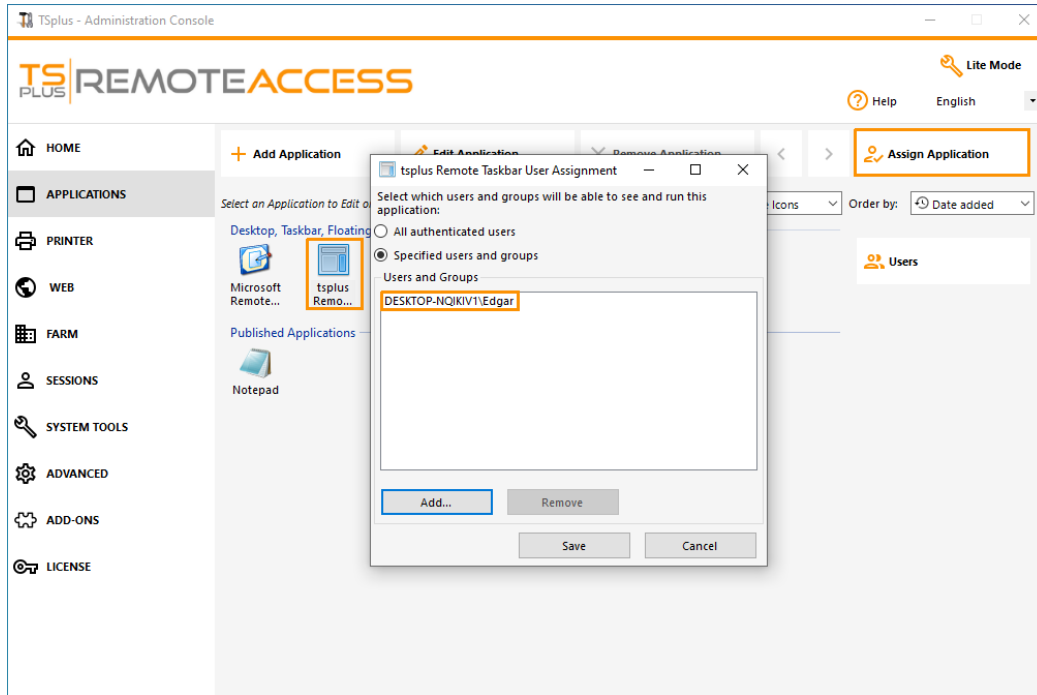 TSplus - Administration Console
TS PLUS REMOTEACCESS
Lite Mode
Help
English
HOME
APPLICATIONS
PRINTER
WEB
FARM
SESSIONS
SYSTEM TOOLS
ADVANCED
ADD-ONS
LICENSE
Add Application
Edit Application
Remove Application
Assign Application
Select an Application to Edit o
Icons
Order by:
Date added
Users
Desktop, Taskbar, Floating
Microsoft
Remote...
tsplus
Remo...
Published Applications
Notepad
tsplus Remote Taskbar User Assignment
Select which users and groups will be able to see and run this
application:
All authenticated users
Specified users and groups
Users and Groups
DESKTOP-NQIKIV1\Edgar
Add...
Remove
Save
Cancel